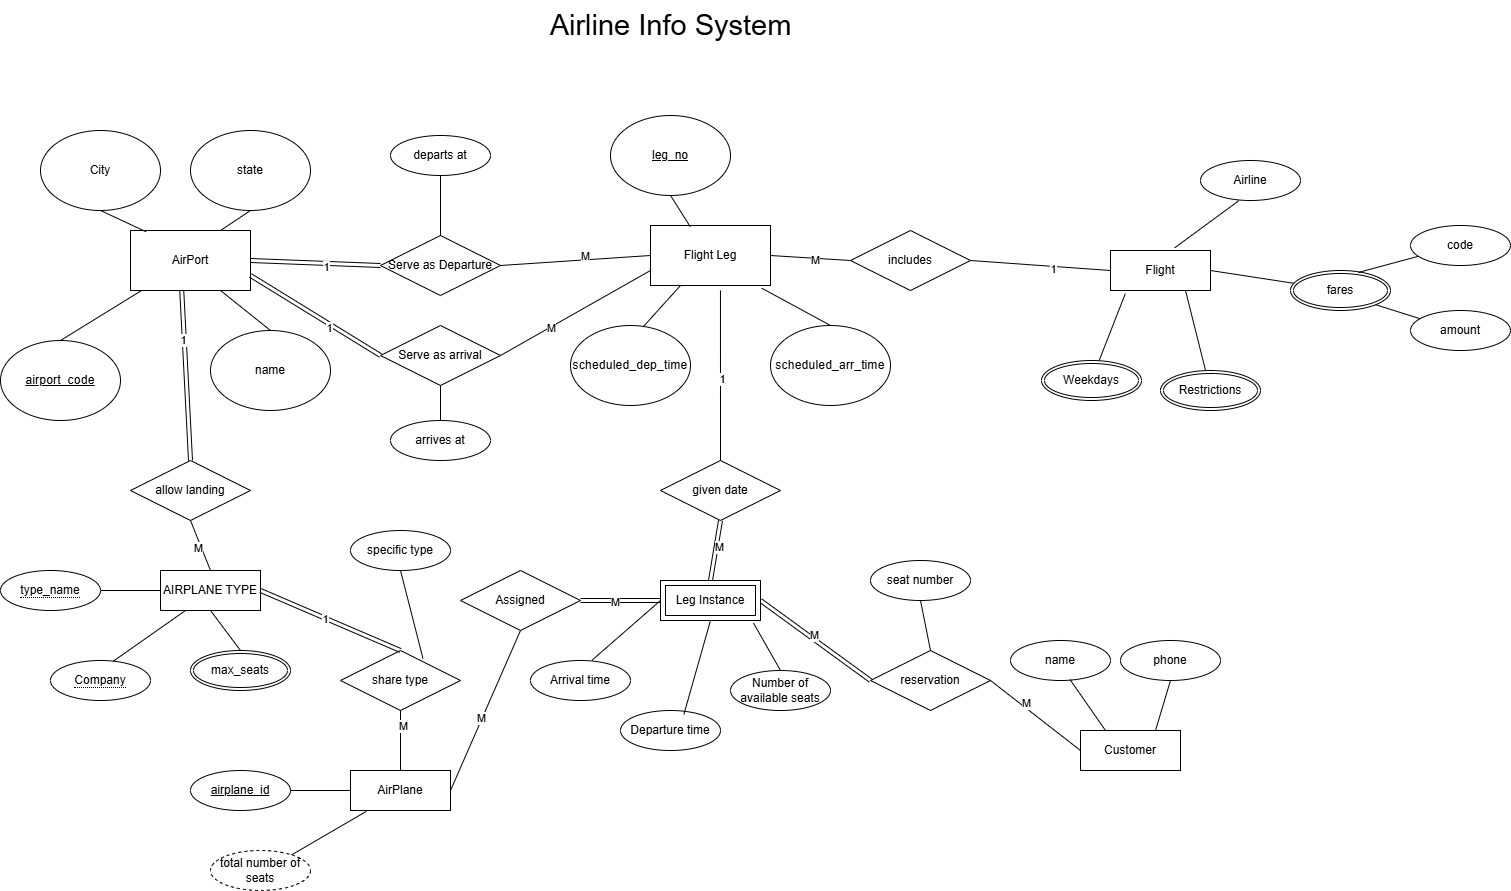 Airline Info System
City
state
departs at
leg_no
Airline
AirPort
1
Serve as Departure
M
Flight Leg
M
includes
1
Flight
code
fares
amount
1
1
Serve as arrival
M
scheduled_dep_time
scheduled_arr_time
1
Weekdays
Restrictions
airport_code
name
arrives at
allow landing
given date
M
specific type
M
type_name
AIRPLANE TYPE
1
Assigned
M
Leg Instance
seat number
M
Company
max_seats
share type
Arrival time
Number of
available seats
reservation
name
phone
M
M
Departure time
M
Customer
airplane_id
AirPlane
total number of
seats